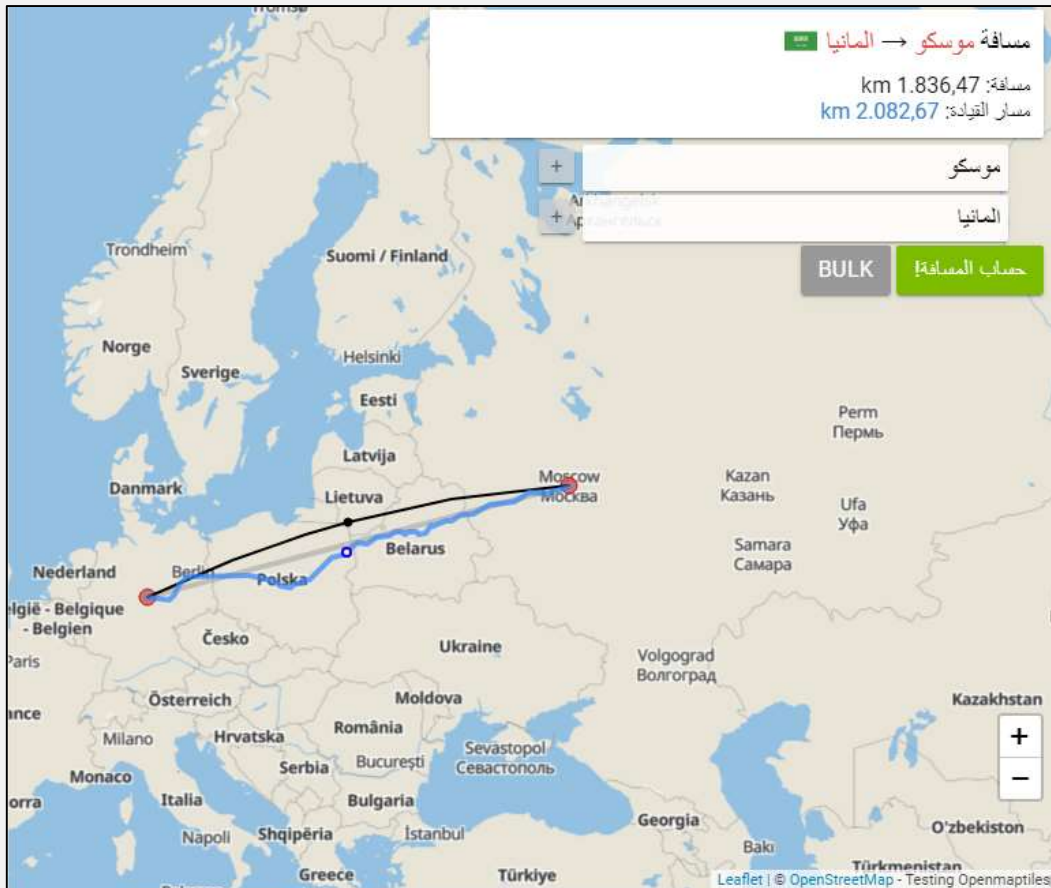 مسافة موسكو → المانيا
مسافة: 1.836,47 km
مسار القيادة: 2.082,67 km
+
موسكو
+
المانيا
حساب المسافة!
BULK
Trondheim
Suomi / Finland
Norge
Sverige
Helsinki
Eesti
Perm
Пермь
Latvija
Moscow
Москва
Kazan
Казань
Danmark
Lietuva
Ufa
Уфа
Belarus
Samara
Самара
Nederland
Berlin
Polska
lgië - Belgique
- Belgien
Česko
Ukraine
Paris
Volgograd
Волгоград
Österreich
Moldova
Kazakhstan
ance
Milano
Hrvatska
România
+
Sevastopol
Севастополь
Serbia
București
−
Monaco
orra
Italia
Bulgaria
Georgia
O'zbekiston
Napoli
Shqipëria
İstanbul
Bakı
Greece
Türkiye
Türkmenistan
Leaflet | © OpenStreetMap - Testing Openmaptiles